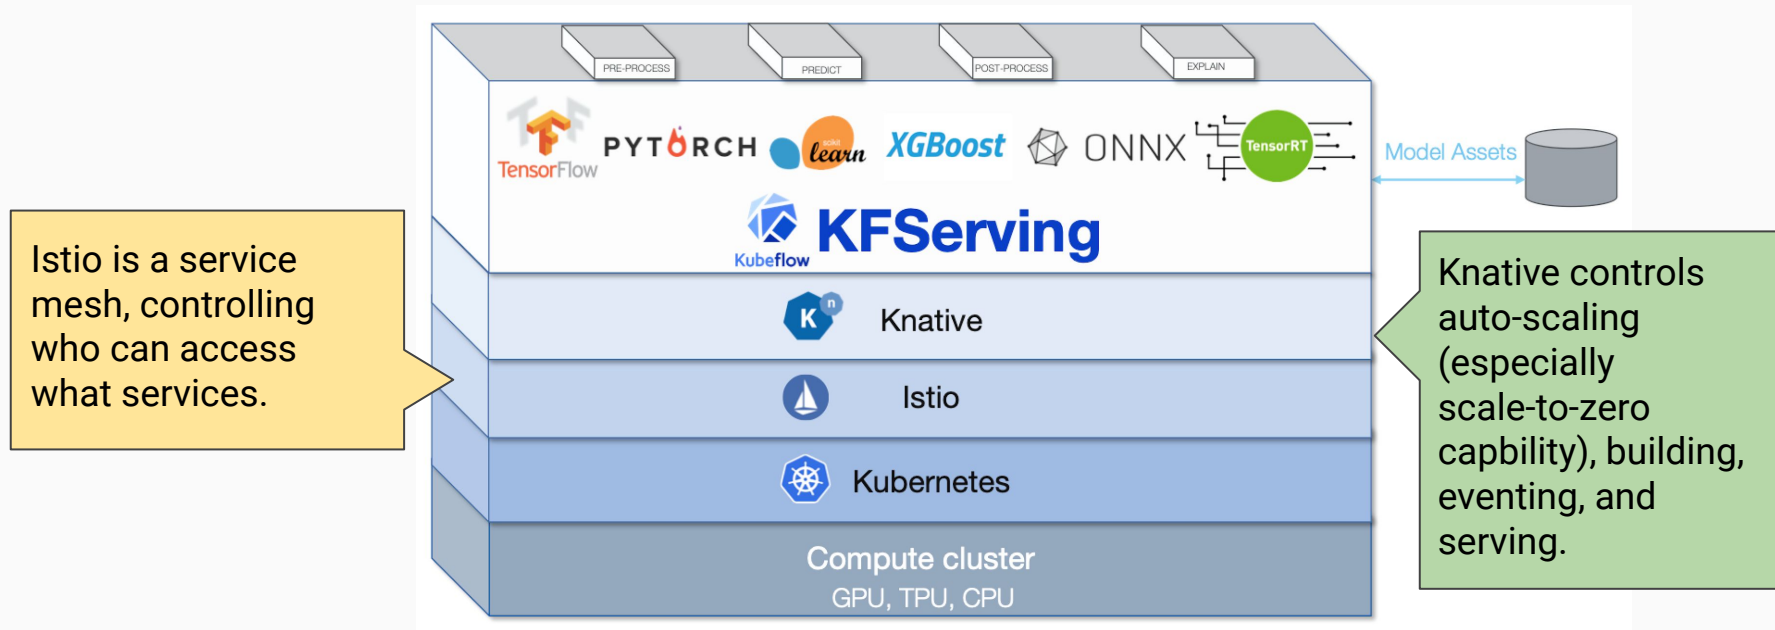 PRE-PROCESS
PREDICT
POST-PROCESS
EXPLAIN
TF
TensorFlow
PYTORCH
scikit
learn
XGBoost
ONNX
TensorRT
Model Assets
Kubeflow
KFServing
Istio is a service
mesh, controlling
who can access
what services.
K
n
Knative
Istio
Kubernetes
Compute cluster
GPU, TPU, CPU
Knative controls
auto-scaling
(especially
scale-to-zero
capbility), building,
eventing, and
serving.